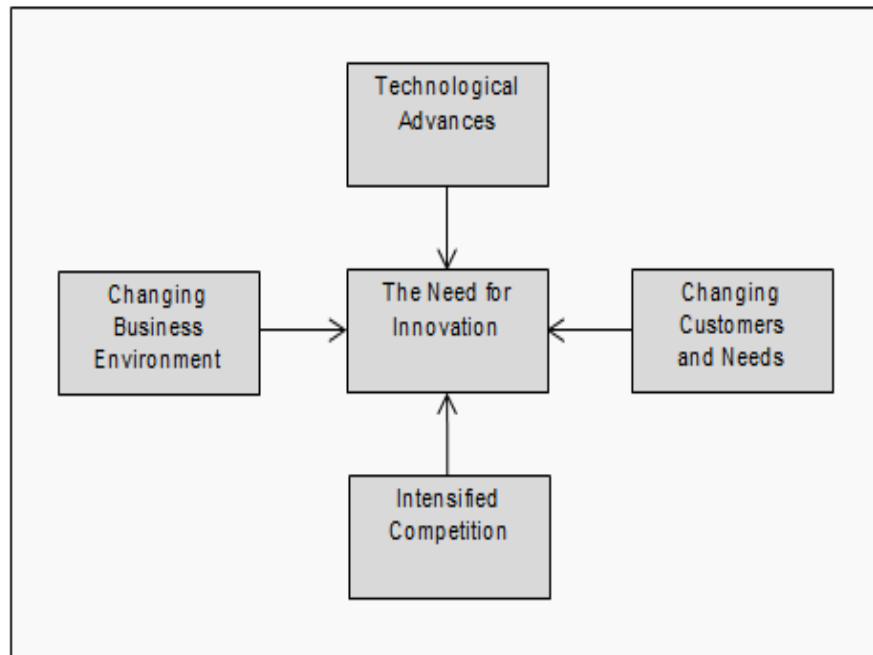 Technological
Advances
Changing
Business
Environment
The Need for
Innovation
Changing
Customers
and Needs
Intensified
Competition